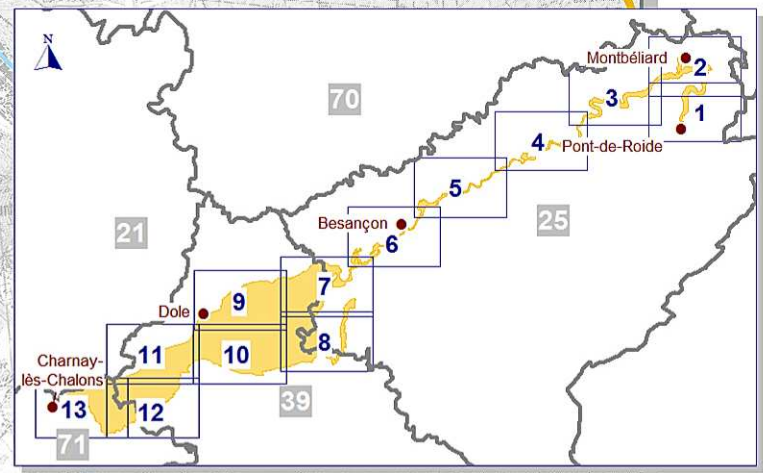 N
70
Montbéliard
2
3
1
4
Pont-de-Roide
5
25
21
Besançon
6
7
9
Dole
8
11
10
Charnay-
lès-Chalons
39
13
12
71